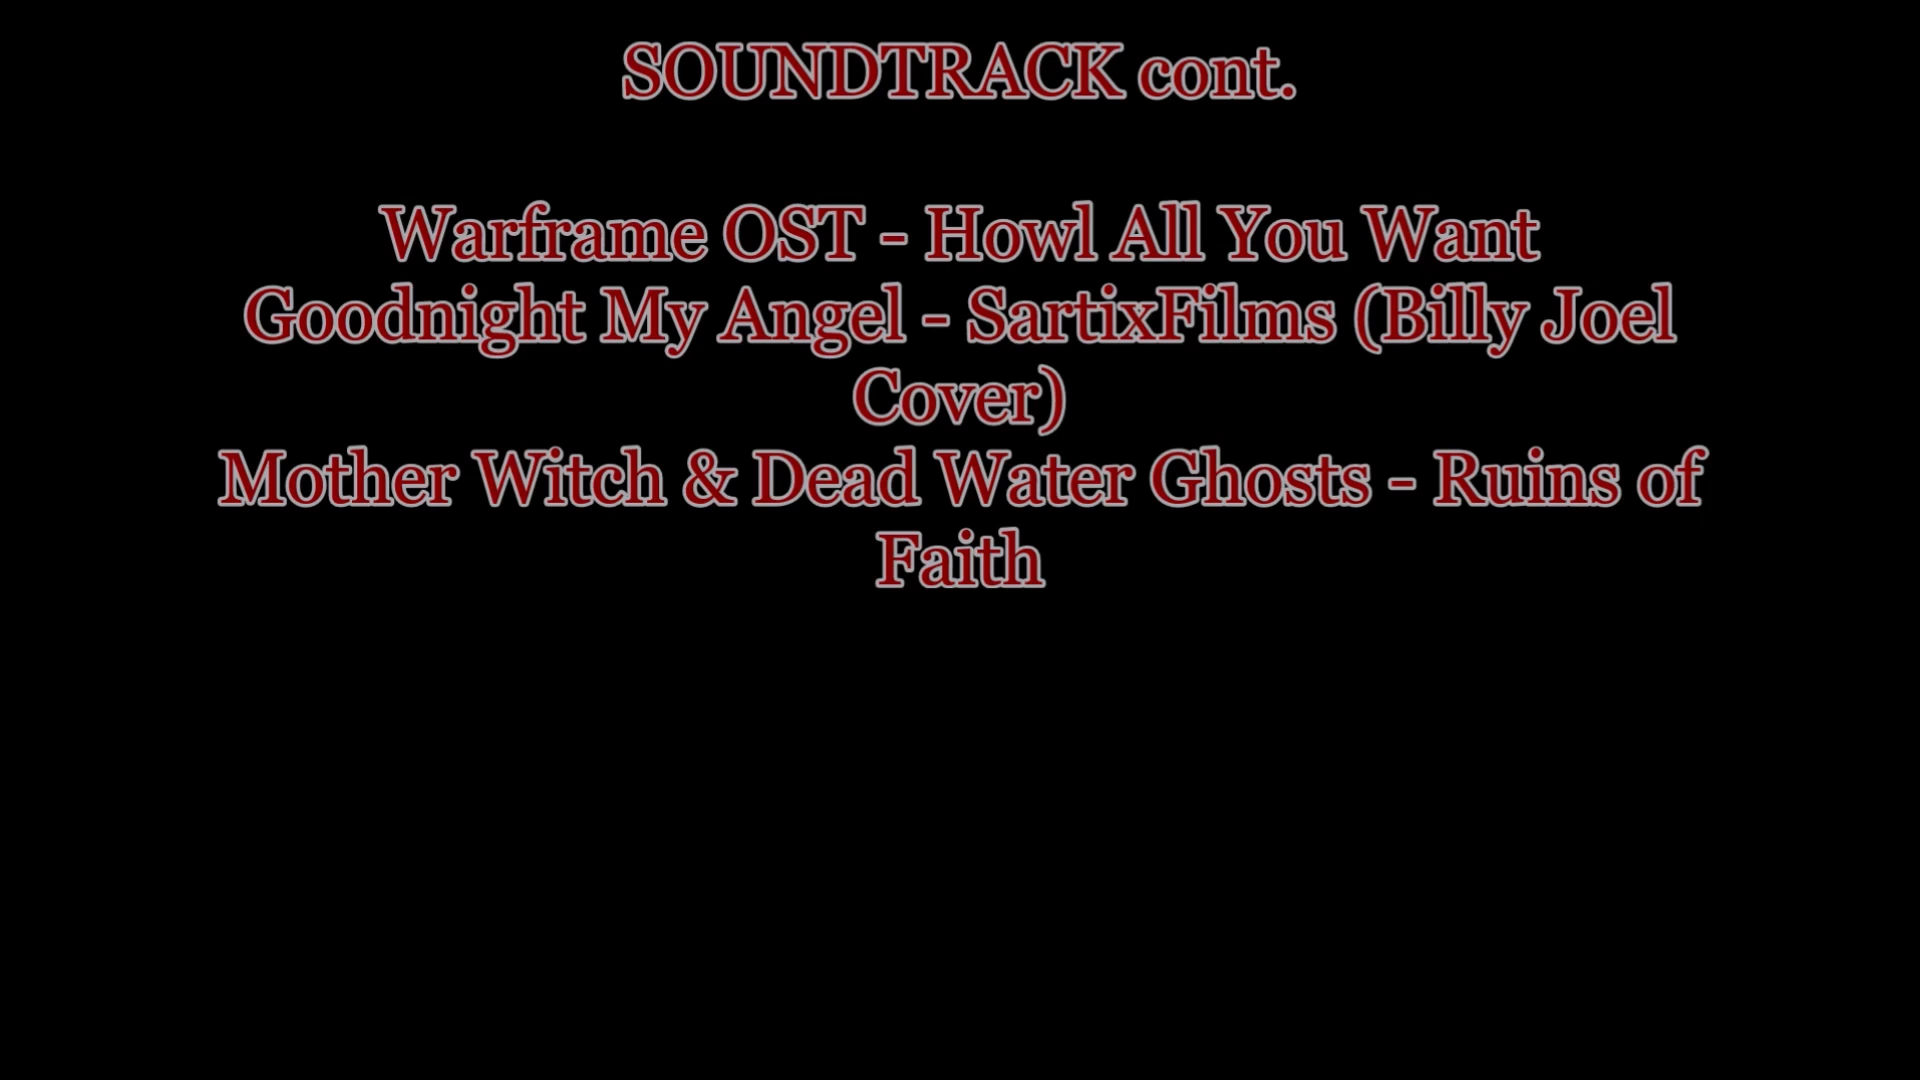 SOUNDTRACK cont.
Warframe OST - Howl All You Want
Goodnight My Angel - SartixFilms (Billy Joel
Cover)
Mother Witch & Dead Water Ghosts - Ruins of
Faith